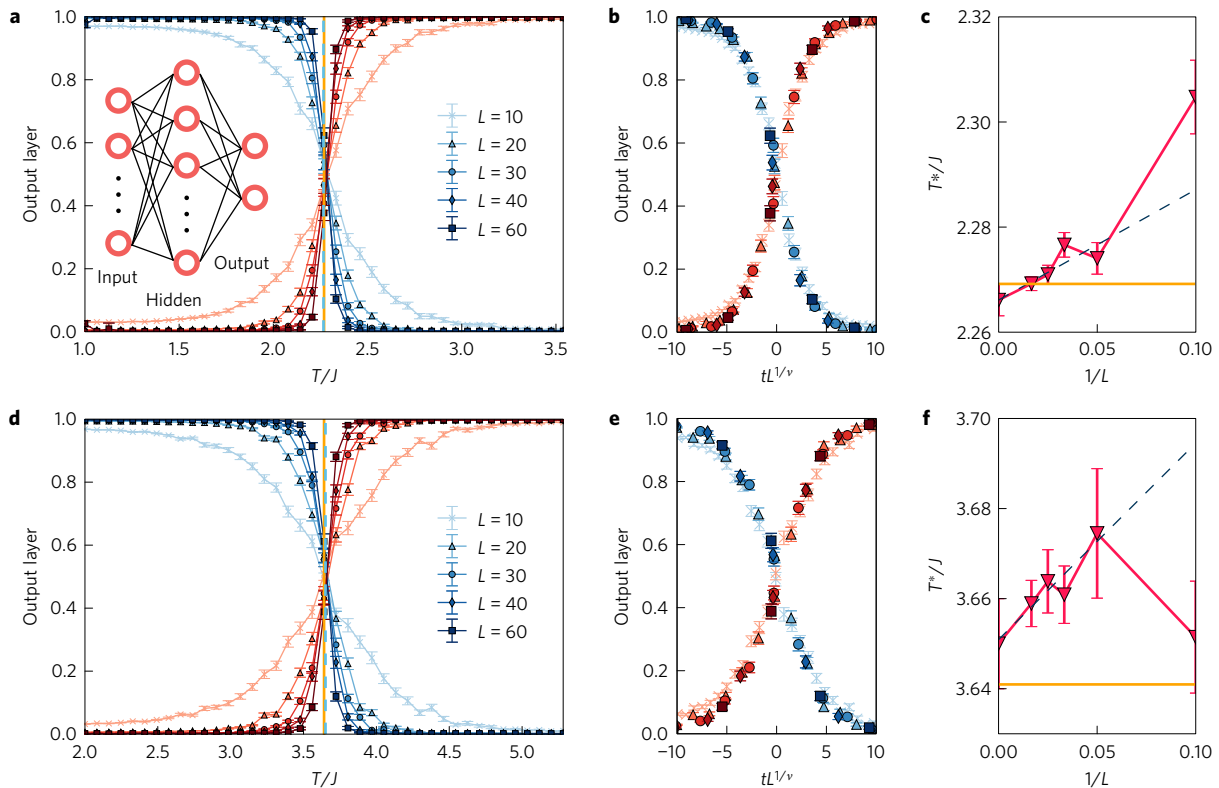 a
1.0
0.8
0.6
0.4
0.2
0.0
Output layer
Input
Hidden
Output
L = 10
L = 20
L = 30
L = 40
L = 60
1.0 1.5 2.0 2.5 3.0 3.5
T/J
b
1.0
0.8
0.6
0.4
0.2
0.0
Output layer
−10 −5 0 5 10
tL^{1/ν}
c
2.32
2.30
2.28
2.26
T*/J
0.00 0.05 0.10
1/L
d
1.0
0.8
0.6
0.4
0.2
0.0
Output layer
L = 10
L = 20
L = 30
L = 40
L = 60
2.0 2.5 3.0 3.5 4.0 4.5 5.0
T/J
e
1.0
0.8
0.6
0.4
0.2
0.0
Output layer
−10 −5 0 5 10
tL^{1/ν}
f
3.70
3.68
3.66
3.64
T*/J
0.00 0.05 0.10
1/L